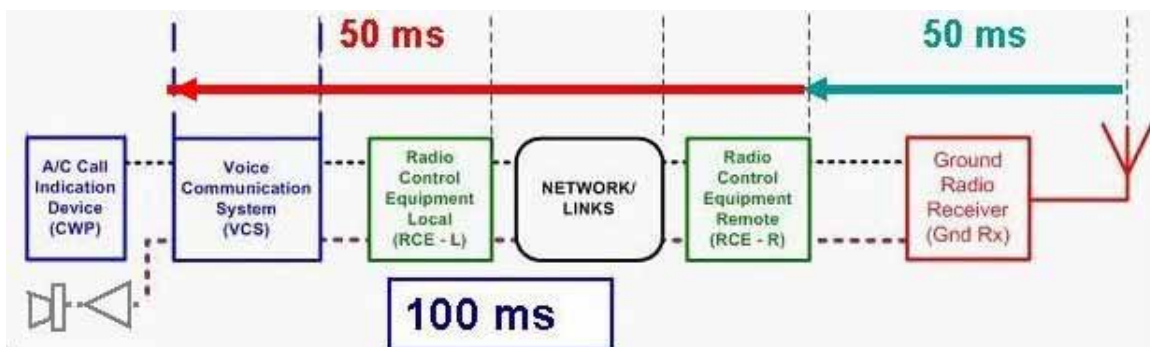 50 ms
50 ms
A/C Call
Indication
Device
(CWP)
Voice
Communication
System
(VCS)
Radio
Control
Equipment
Local
(RCE - L)
NETWORK/
LINKS
Radio
Control
Equipment
Remote
(RCE - R)
Ground
Radio
Receiver
(Gnd Rx)
100 ms